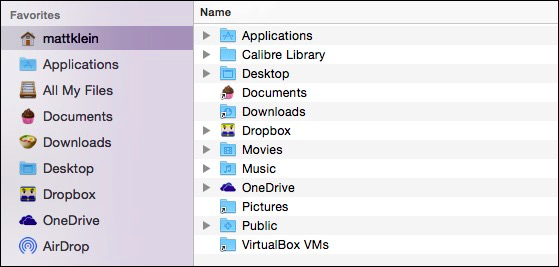 Favorites
mattklein
Applications
All My Files
Documents
Downloads
Desktop
Dropbox
OneDrive
AirDrop
Name
Applications
Calibre Library
Desktop
Documents
Downloads
Dropbox
Movies
Music
OneDrive
Pictures
Public
VirtualBox VMs